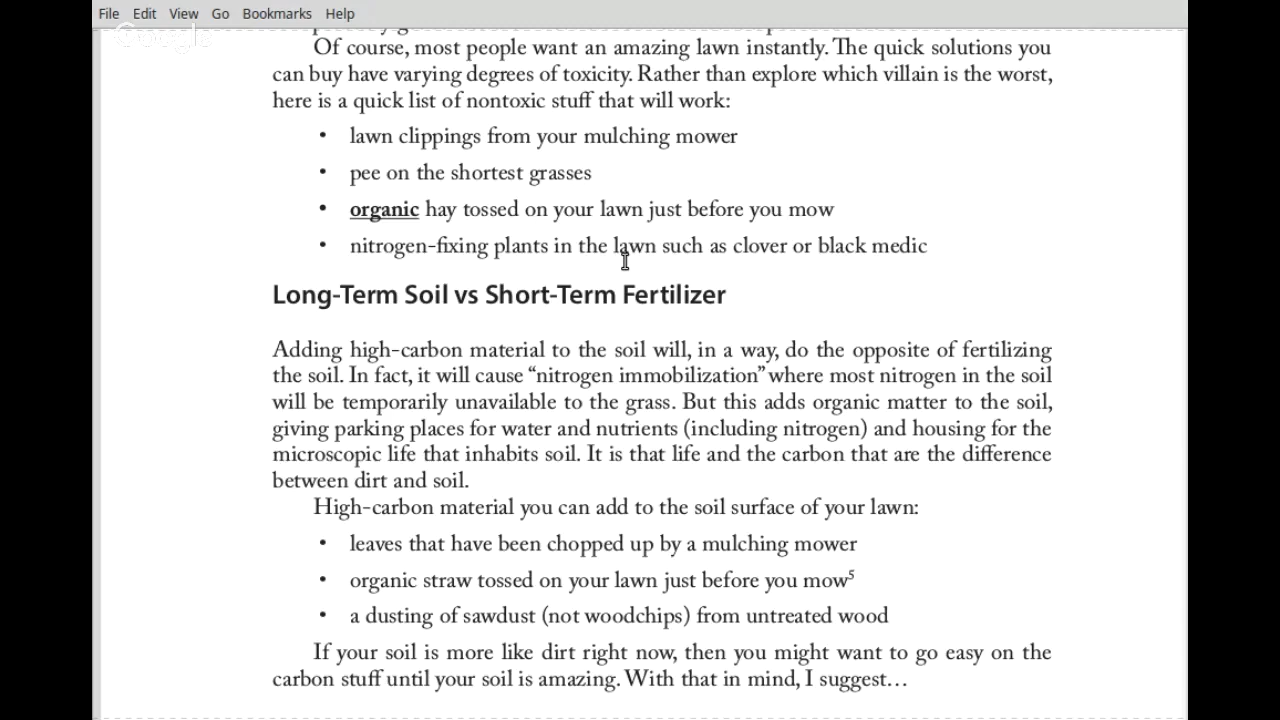 File Edit View Go Bookmarks Help
Google
Of course, most people want an amazing lawn instantly. The quick solutions you
can buy have varying degrees of toxicity. Rather than explore which villain is the worst,
here is a quick list of nontoxic stuff that will work:
• lawn clippings from your mulching mower
• pee on the shortest grasses
• organic hay tossed on your lawn just before you mow
• nitrogen-fixing plants in the lawn such as clover or black medic
Long-Term Soil vs Short-Term Fertilizer
Adding high-carbon material to the soil will, in a way, do the opposite of fertilizing
the soil. In fact, it will cause “nitrogen immobilization” where most nitrogen in the soil
will be temporarily unavailable to the grass. But this adds organic matter to the soil,
giving parking places for water and nutrients (including nitrogen) and housing for the
microscopic life that inhabits soil. It is that life and the carbon that are the difference
between dirt and soil.
High-carbon material you can add to the soil surface of your lawn:
• leaves that have been chopped up by a mulching mower
• organic straw tossed on your lawn just before you mow⁵
• a dusting of sawdust (not woodchips) from untreated wood
If your soil is more like dirt right now, then you might want to go easy on the
carbon stuff until your soil is amazing. With that in mind, I suggest…